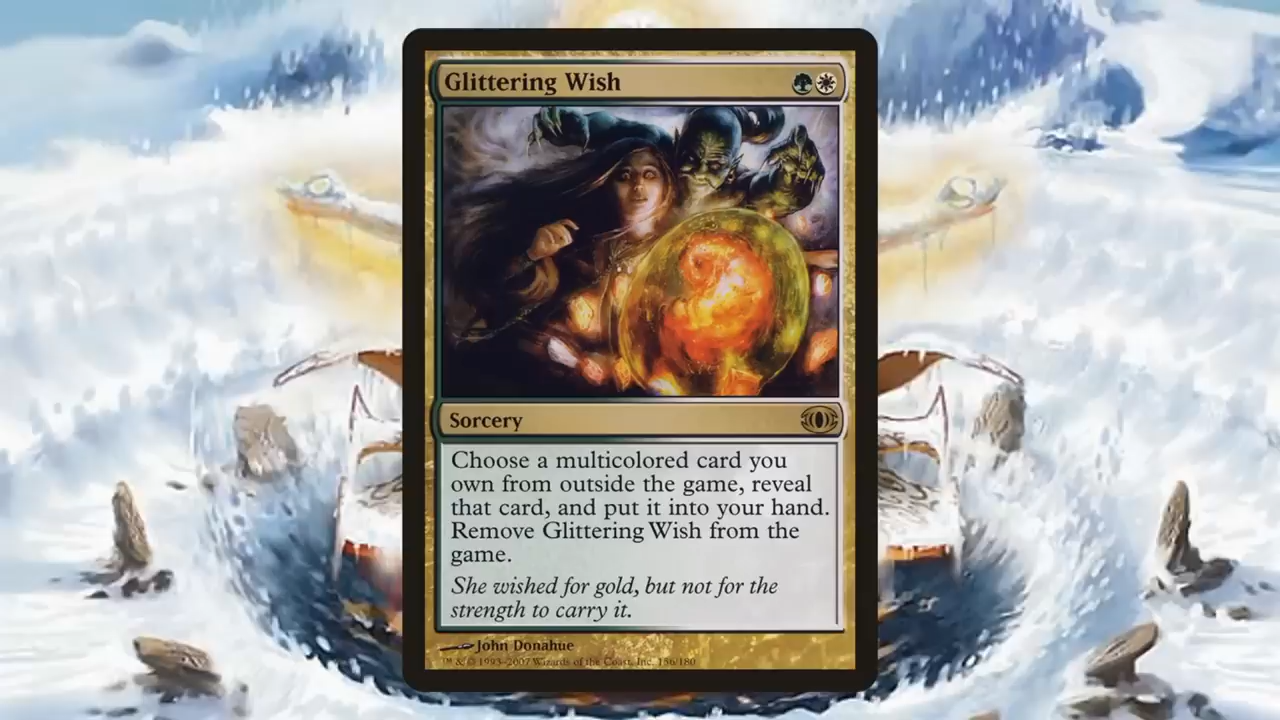 Glittering Wish
Sorcery
Choose a multicolored card you
own from outside the game, reveal
that card, and put it into your hand.
Remove Glittering Wish from the
game.
She wished for gold, but not for the
strength to carry it.
John Donahue
™ & © 1993–2007 Wizards of the Coast, Inc. 156/180